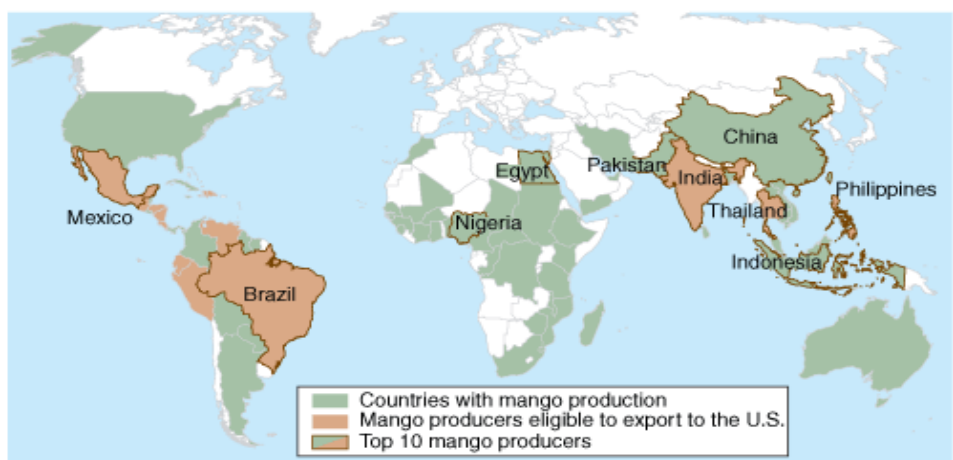 China
Pakistan
Egypt
India
Philippines
Mexico
Nigeria
Thailand
Indonesia
Brazil
Countries with mango production
Mango producers eligible to export to the U.S.
Top 10 mango producers